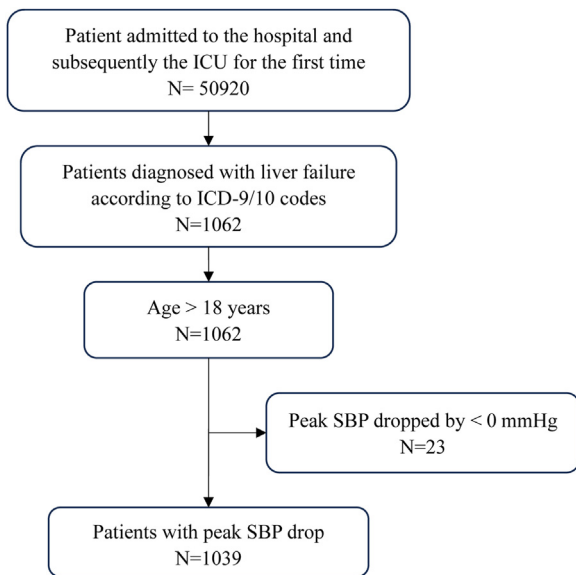 Patient admitted to the hospital and
subsequently the ICU for the first time
N= 50920
Patients diagnosed with liver failure
according to ICD-9/10 codes
N=1062
Age > 18 years
N=1062
Peak SBP dropped by < 0 mmHg
N=23
Patients with peak SBP drop
N=1039